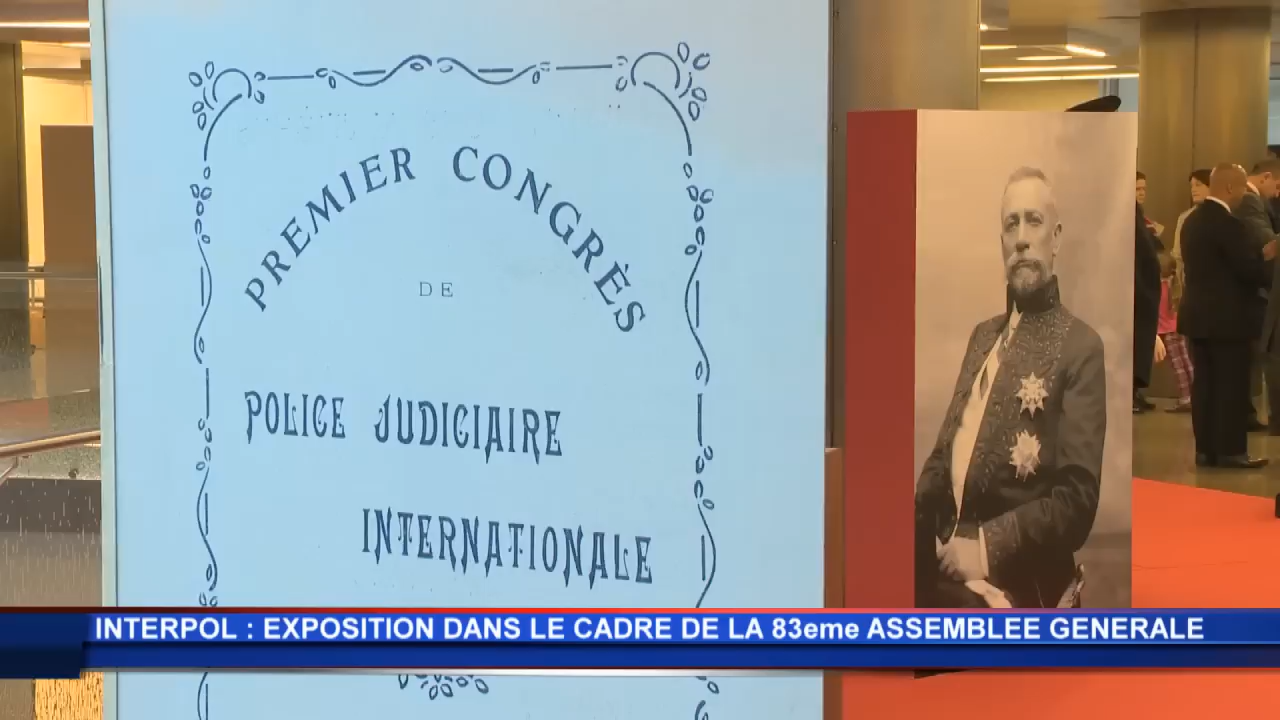 PREMIER CONGRÈS
DE
POLICE JUDICIAIRE
INTERNATIONALE
INTERPOL : EXPOSITION DANS LE CADRE DE LA 83eme ASSEMBLEE GENERALE